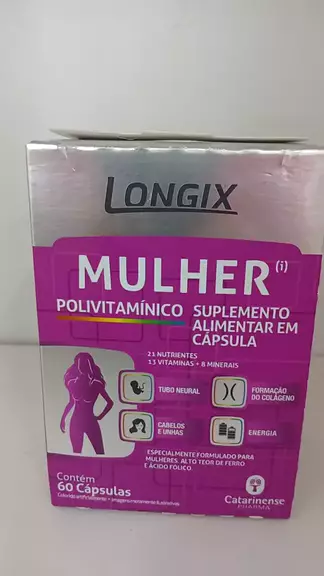 LONGIX
MULHER (i)
POLIVITAMÍNICO
SUPLEMENTO
ALIMENTAR EM
CÁPSULA
21 NUTRIENTES
13 VITAMINAS + 8 MINERAIS
TUBO NEURAL
FORMAÇÃO
DO COLÁGENO
CABELOS
E UNHAS
ENERGIA
ESPECIALMENTE FORMULADO PARA
MULHERES. ALTO TEOR DE FERRO
E ÁCIDO FÓLICO
Contém
60 Cápsulas
Catarinense
PHARMA